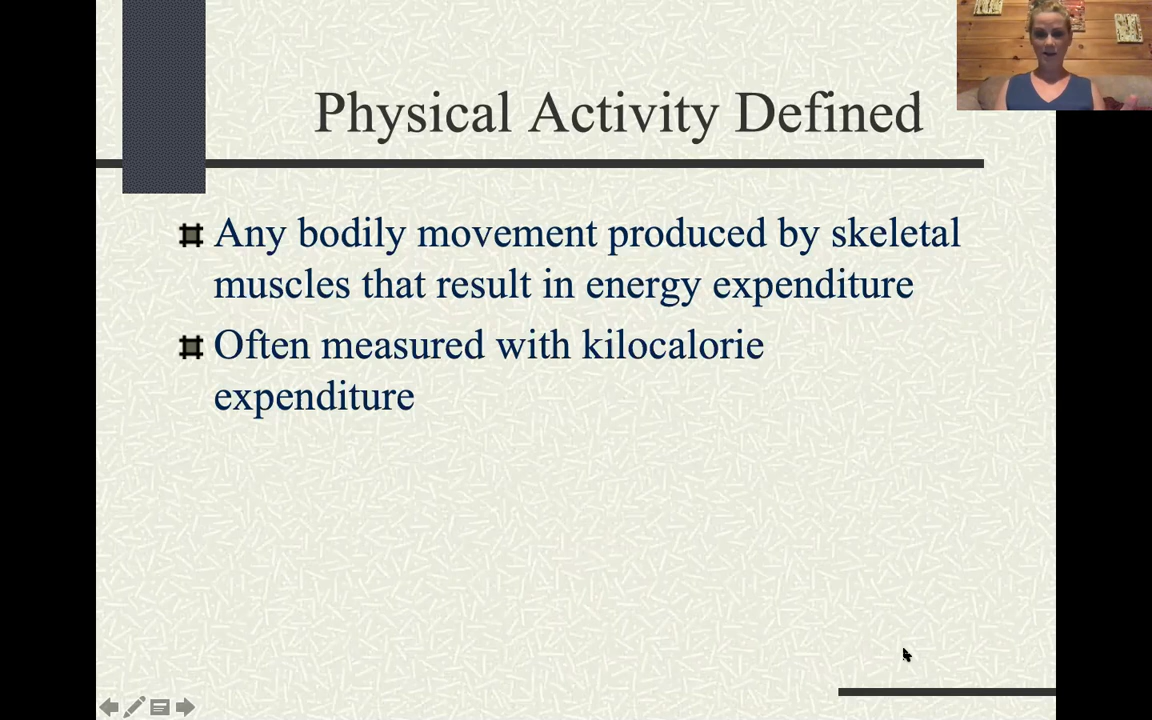 Physical Activity Defined
Any bodily movement produced by skeletal
muscles that result in energy expenditure
Often measured with kilocalorie
expenditure